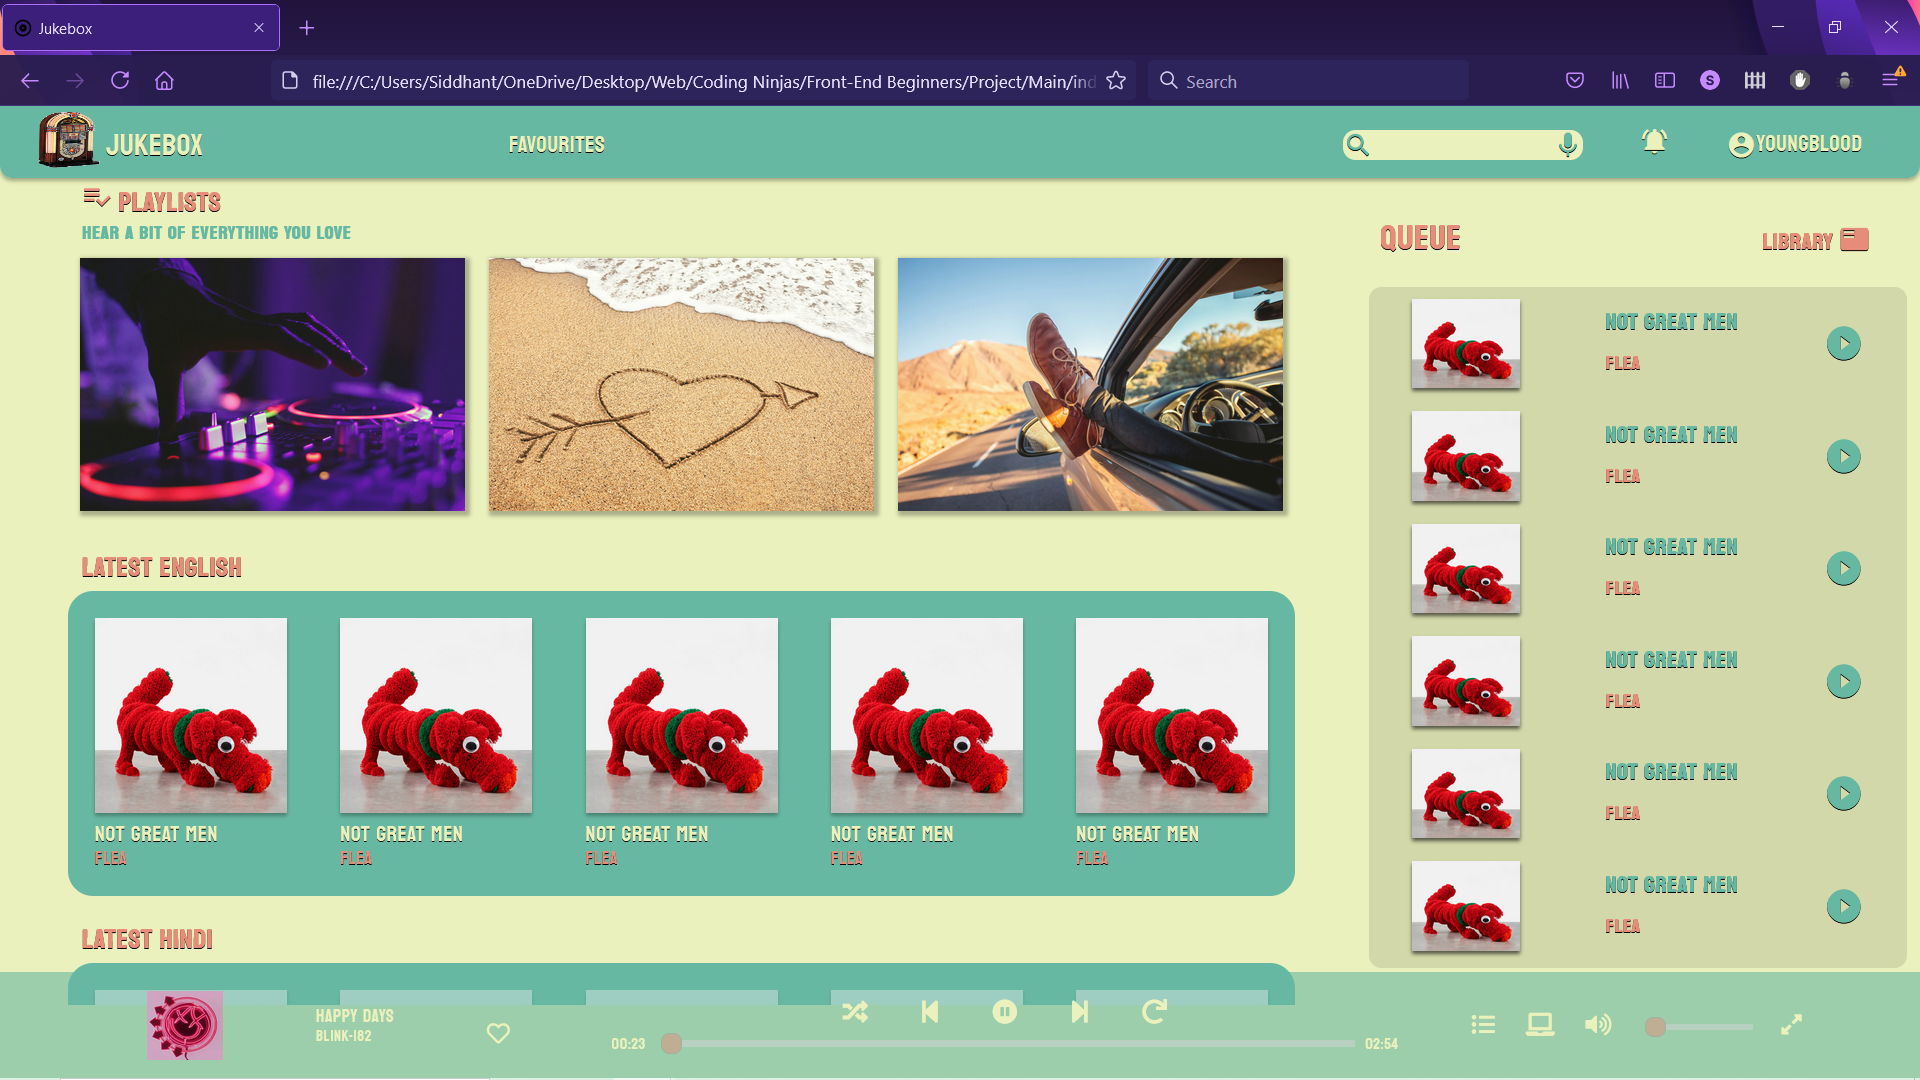 Jukebox
file:///C:/Users/Siddhant/OneDrive/Desktop/Web/Coding Ninjas/Front-End Beginners/Project/Main/ind
Search
S
JUKEBOX
FAVOURITES
YOUNGBLOOD
PLAYLISTS
HEAR A BIT OF EVERYTHING YOU LOVE
LATEST ENGLISH
NOT GREAT MEN
FLEA
NOT GREAT MEN
FLEA
NOT GREAT MEN
FLEA
NOT GREAT MEN
FLEA
NOT GREAT MEN
FLEA
LATEST HINDI
QUEUE
LIBRARY
NOT GREAT MEN
FLEA
NOT GREAT MEN
FLEA
NOT GREAT MEN
FLEA
NOT GREAT MEN
FLEA
NOT GREAT MEN
FLEA
NOT GREAT MEN
FLEA
HAPPY DAYS
BLINK-182
00:23
02:54